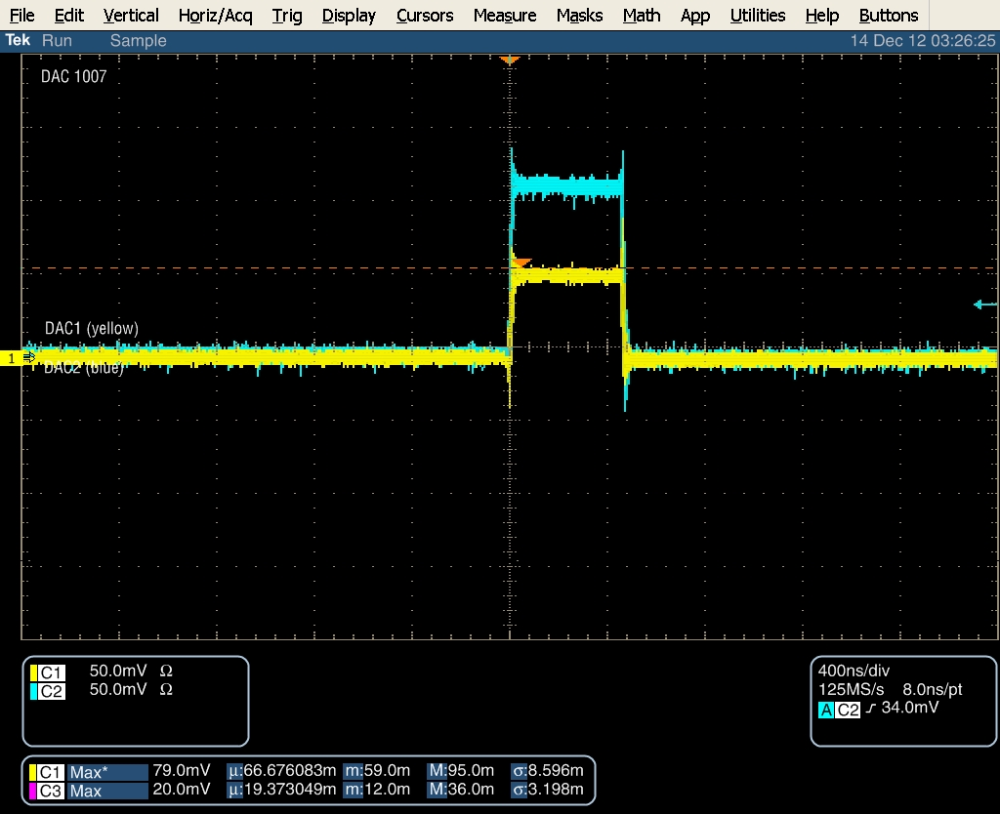 File Edit Vertical Horiz/Acq Trig Display Cursors Measure Masks Math App Utilities Help Buttons
Tek Run Sample 14 Dec 12 03:26:25
DAC 1007
DAC1 (yellow)
1
DAC2 (blue)
C1 50.0mV Ω
C2 50.0mV Ω
400ns/div
125MS/s 8.0ns/pt
A C2 34.0mV
C1 Max* 79.0mV µ:66.676083m m:59.0m M:95.0m σ:8.596m
C3 Max 20.0mV µ:19.373049m m:12.0m M:36.0m σ:3.198m